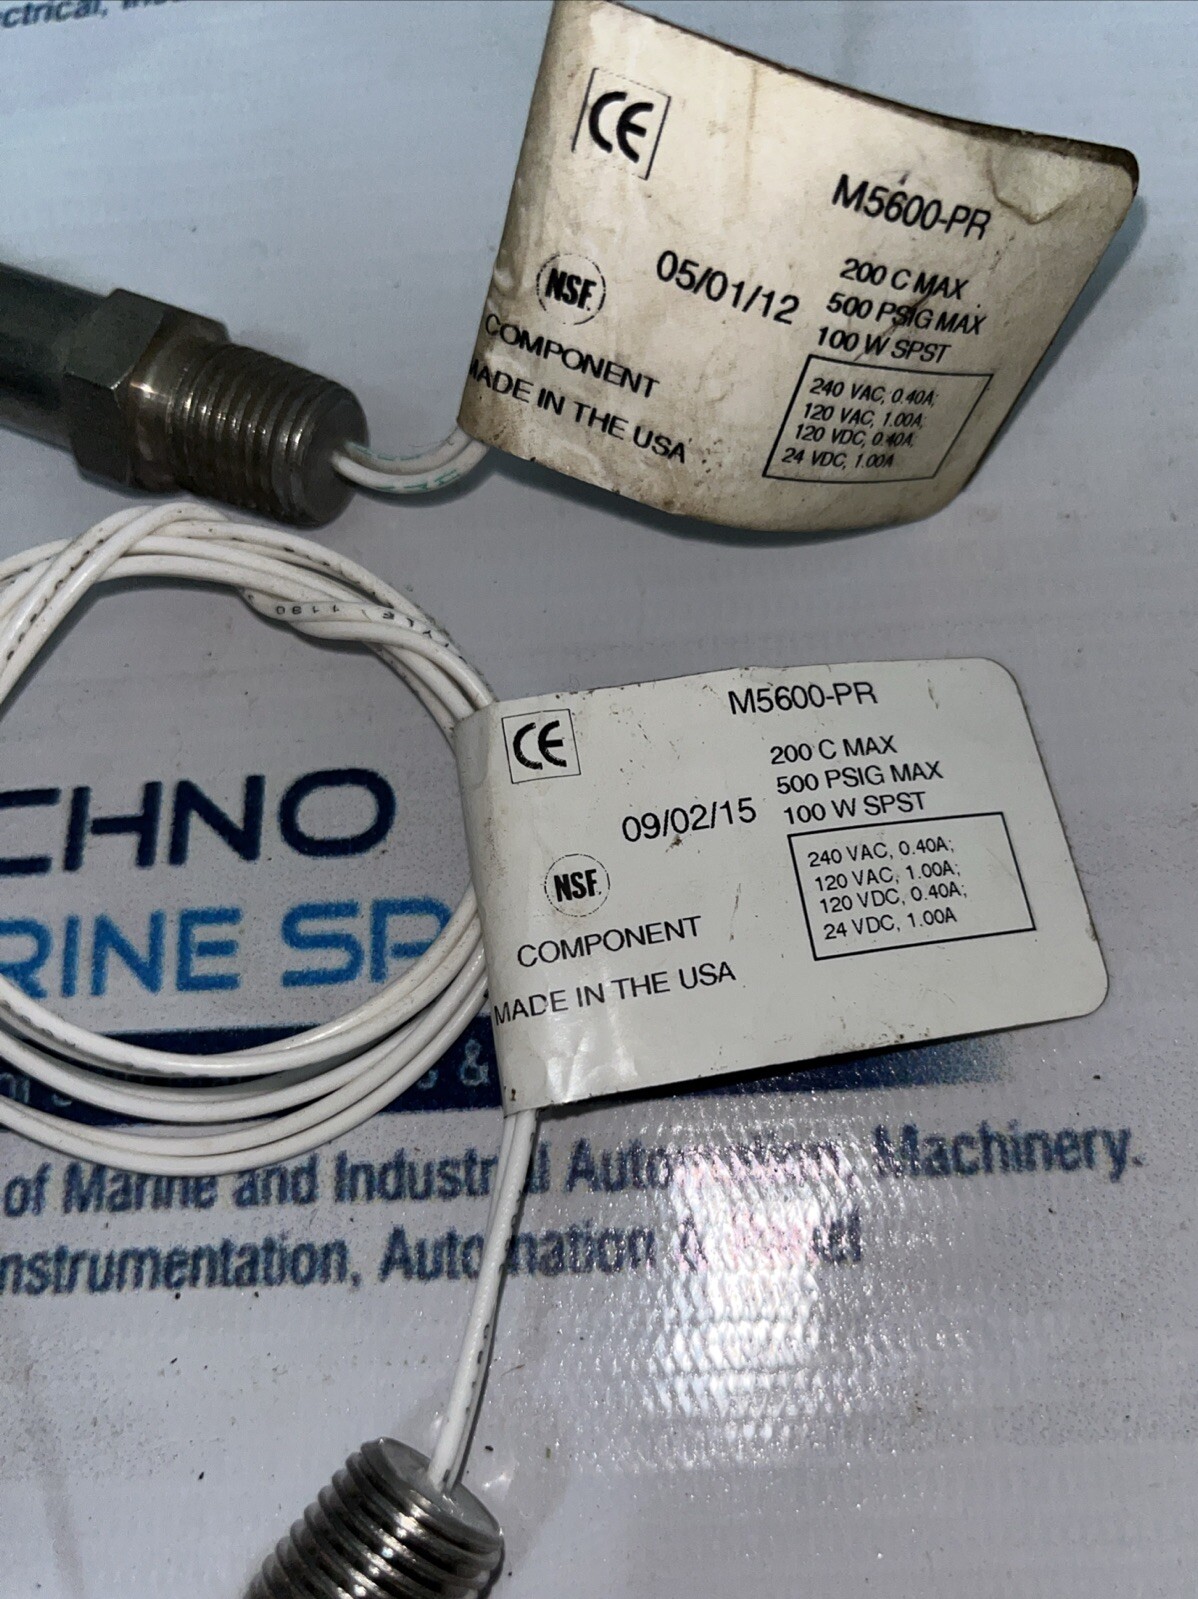 CE
M5600-PR
200 C MAX
05/01/12
500 PSIG MAX
100 W SPST
NSF.
COMPONENT
MADE IN THE USA
240 VAC, 0.40A;
120 VAC, 1.00A;
120 VDC, 0.40A;
24 VDC, 1.00A
1180
CE
M5600-PR
200 C MAX
500 PSIG MAX
09/02/15
100 W SPST
NSF.
COMPONENT
MADE IN THE USA
240 VAC, 0.40A;
120 VAC, 1.00A;
120 VDC, 0.40A;
24 VDC, 1.00A
CHNO
RINE SP
&
of Marine and Industrial Automation, Machinery.
nstrumentation, Automation &